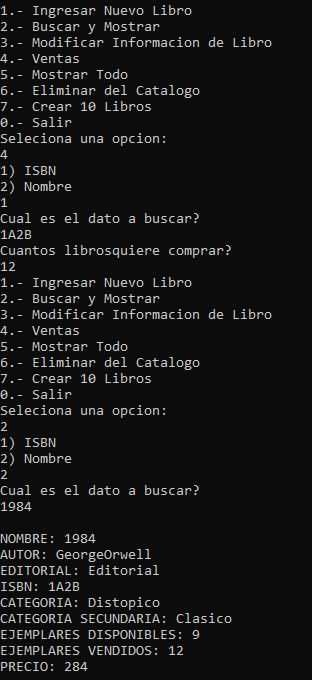 1.- Ingresar Nuevo Libro
2.- Buscar y Mostrar
3.- Modificar Informacion de Libro
4.- Ventas
5.- Mostrar Todo
6.- Eliminar del Catalogo
7.- Crear 10 Libros
0.- Salir
Seleciona una opcion:
4
1) ISBN
2) Nombre
1
Cual es el dato a buscar?
1A2B
Cuantos librosquiere comprar?
12
1.- Ingresar Nuevo Libro
2.- Buscar y Mostrar
3.- Modificar Informacion de Libro
4.- Ventas
5.- Mostrar Todo
6.- Eliminar del Catalogo
7.- Crear 10 Libros
0.- Salir
Seleciona una opcion:
2
1) ISBN
2) Nombre
2
Cual es el dato a buscar?
1984
NOMBRE: 1984
AUTOR: GeorgeOrwell
EDITORIAL: Editorial
ISBN: 1A2B
CATEGORIA: Distopico
CATEGORIA SECUNDARIA: Clasico
EJEMPLARES DISPONIBLES: 9
EJEMPLARES VENDIDOS: 12
PRECIO: 284